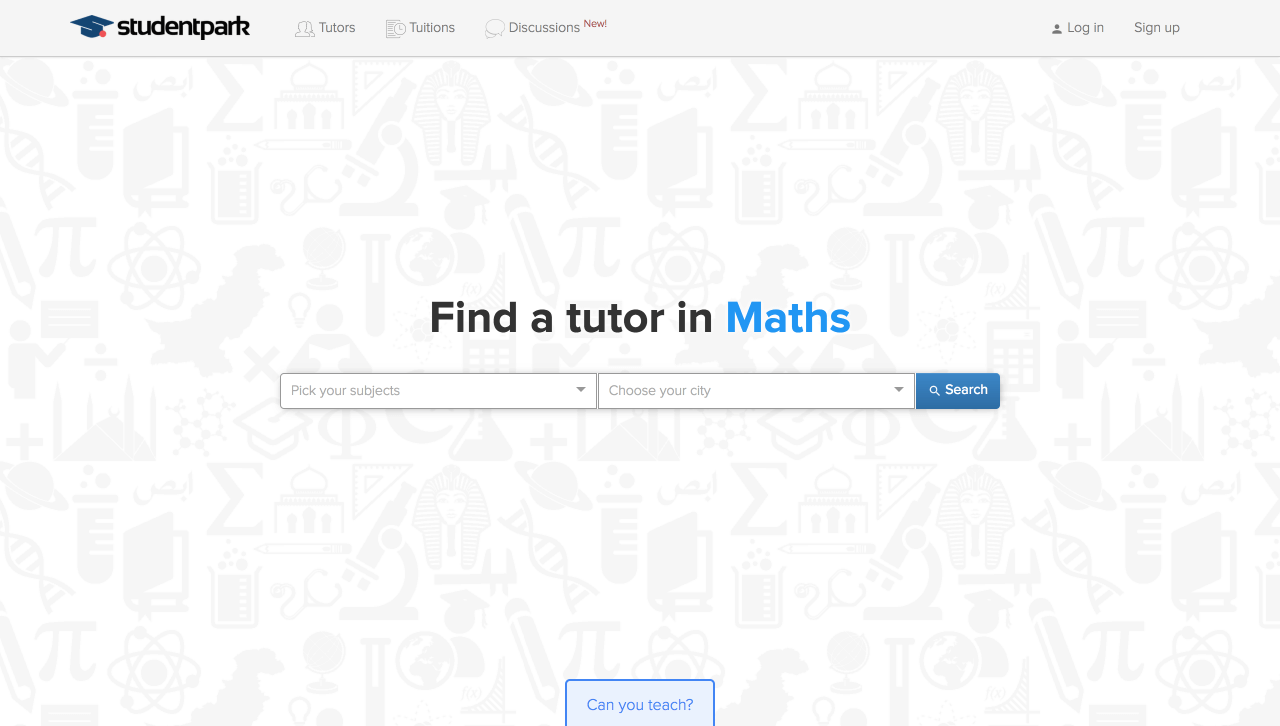 studentpark
Tutors
Tuitions
Discussions New!
Log in
Sign up
Find a tutor in Maths
Pick your subjects
Choose your city
Search
Can you teach?